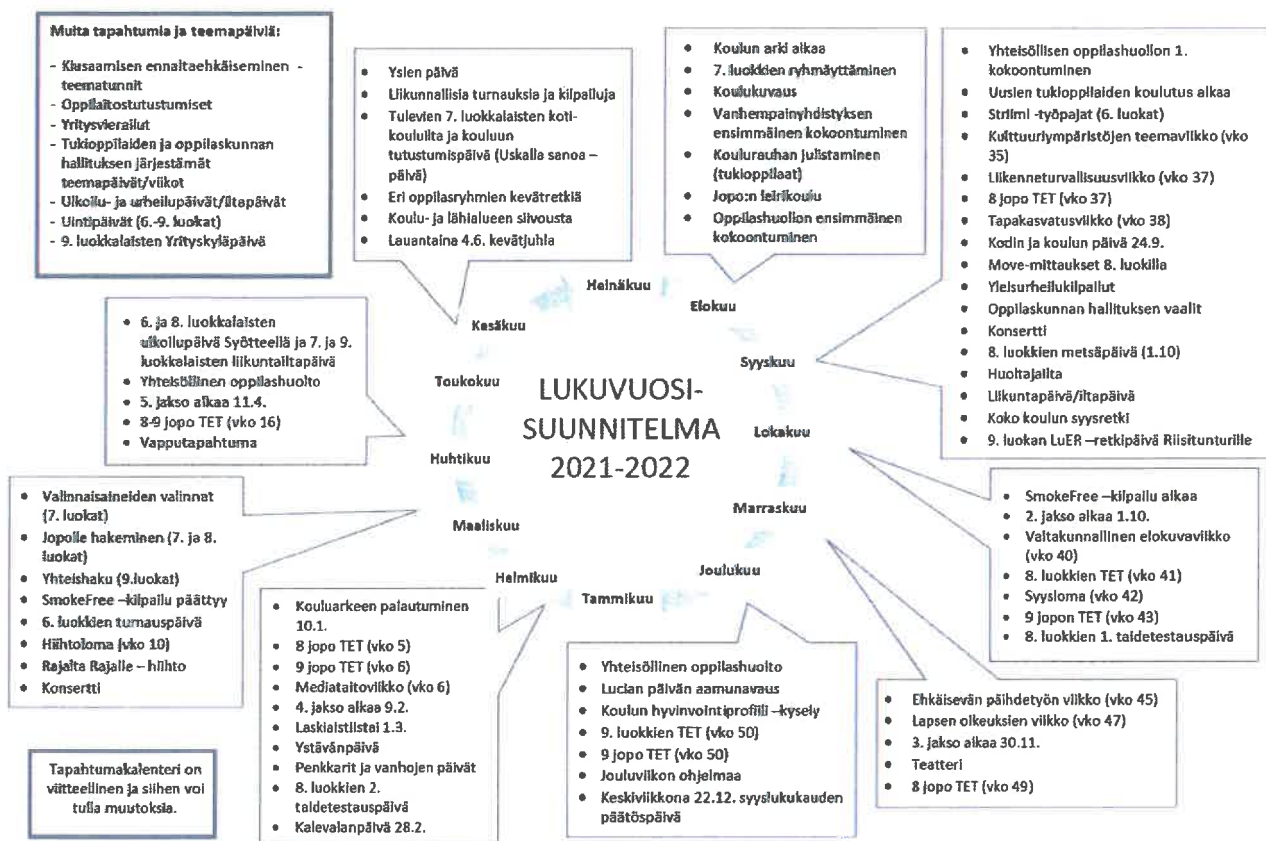 Muita tapahtumia ja teemapäiviä:
- Kiusaamisen ennaltaehkäiseminen -
teematunnit
- Oppilaitostutustumiset
- Yritysvierailut
- Tukioppilaiden ja oppilaskunnan
hallituksen järjestämät
teemapäivät/viikot
- Ulkoilu- ja urheilupäivät/iltapäivät
- Uintipäivät (6.-9. luokat)
- 9. luokkalaisten Yrityskyläpäivä
• Yslen päivä
• Liikunnallisia turnauksia ja kilpailuja
• Tulevien 7. luokkalaisten koti-
kouluilta ja kouluun
tutustumispäivä (Uskalla sanoa –
päivä)
• Eri oppilasryhmien kevätretkiä
• Koulu- ja lähialueen siivousta
• Lauantaina 4.6. kevätjuhla
• Koulun arki alkaa
• 7. luokkien ryhmäyttäminen
• Koulukuvaus
• Vanhempainyhdistyksen
ensimmäinen kokoontuminen
• Koulurauhan julistaminen
(tukioppilaat)
• Jopo:n leirikoulu
• Oppilashuollon ensimmäinen
kokoontuminen
• Yhteisöllisen oppilashuollon 1.
kokoontuminen
• Uusien tukioppilaiden koulutus alkaa
• Striimi -työpajat (6. luokat)
• Kulttuuriympäristöjen teemaviikko (vko
35)
• Liikenneturvallisuusviikko (vko 37)
• 8 jopo TET (vko 37)
• Tapakasvatusviikko (vko 38)
• Kodin ja koulun päivä 24.9.
• Move-mittaukset 8. luokilla
• Yleisurheilukilpailut
• Oppilaskunnan hallituksen vaalit
• Konsertti
• 8. luokkien metsäpäivä (1.10)
• Huoltajailta
• Liikuntapäivä/iltapäivä
• Koko koulun syysretki
• 9. luokan LuER –retkipäivä Riisitunturille
• 6. ja 8. luokkalaisten
ulkoilupäivä Syötteellä ja 7. ja 9.
luokkalaisten liikuntailtapäivä
• Yhteisöllinen oppilashuolto
• 5. jakso alkaa 11.4.
• 8-9 jopo TET (vko 16)
• Vapputapahtuma
Heinäkuu
Elokuu
Syyskuu
Lokakuu
Marraskuu
Joulukuu
Tammikuu
Helmikuu
Maaliskuu
Huhtikuu
Toukokuu
Kesäkuu
LUKUVUOSI-
SUUNNITELMA
2021-2022
• Valinnaisaineiden valinnat
(7. luokat)
• Jopolle hakeminen (7. ja 8.
luokat)
• Yhteishaku (9.luokat)
• SmokeFree –kilpailu päättyy
• 6. luokkien turnauspäivä
• Hiihtoloma (vko 10)
• Rajalta Rajalle – hiihto
• Konsertti
• Kouluarkeen palautuminen
10.1.
• 8 jopo TET (vko 5)
• 9 jopo TET (vko 6)
• Mediataitoviikko (vko 6)
• 4. jakso alkaa 9.2.
• Laskiaistiistai 1.3.
• Ystävänpäivä
• Penkkarit ja vanhojen päivät
• 8. luokkien 2.
taidetestauspäivä
• Kalevalanpäivä 28.2.
• Yhteisöllinen oppilashuolto
• Lucian päivän aamunavaus
• Koulun hyvinvointiprofiili –kysely
• 9. luokkien TET (vko 50)
• 9 jopo TET (vko 50)
• Jouluviikon ohjelmaa
• Keskiviikkona 22.12. syyslukukauden
päätöspäivä
• SmokeFree –kilpailu alkaa
• 2. jakso alkaa 1.10.
• Valtakunnallinen elokuvaviikko
(vko 40)
• 8. luokkien TET (vko 41)
• Syysloma (vko 42)
• 9 jopon TET (vko 43)
• 8. luokkien 1. taidetestauspäivä
• Ehkäisevän päihdetyön viikko (vko 45)
• Lapsen oikeuksien viikko (vko 47)
• 3. jakso alkaa 30.11.
• Teatteri
• 8 jopo TET (vko 49)
Tapahtumakalenteri on
viitteellinen ja siihen voi
tulla muutoksia.